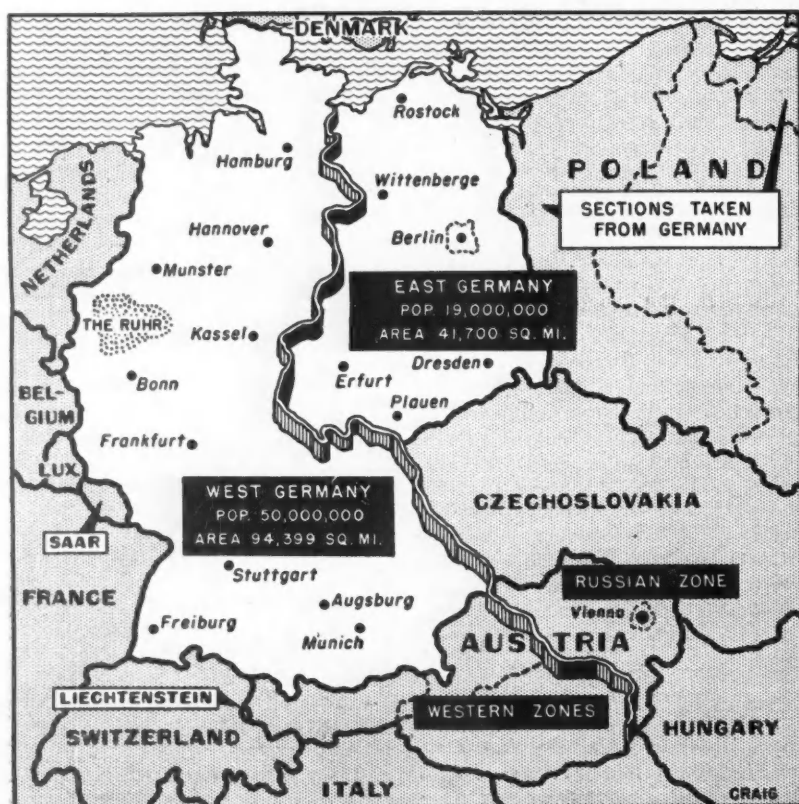 DENMARK
Rostock
Hamburg
POLAND
Wittenberge
SECTIONS TAKEN
FROM GERMANY
NETHERLANDS
Hannover
Berlin
Munster
EAST GERMANY
POP. 19,000,000
AREA 41,700 SQ. MI.
THE RUHR
Kassel
Dresden
Erfurt
Bonn
BEL-
GIUM
Plauen
Frankfurt
LUX.
WEST GERMANY
POP. 50,000,000
AREA 94,399 SQ. MI.
CZECHOSLOVAKIA
SAAR
Stuttgart
RUSSIAN ZONE
FRANCE
Augsburg
Vienna
Freiburg
Munich
AUSTRIA
LIECHTENSTEIN
WESTERN ZONES
SWITZERLAND
HUNGARY
ITALY
CRAIG